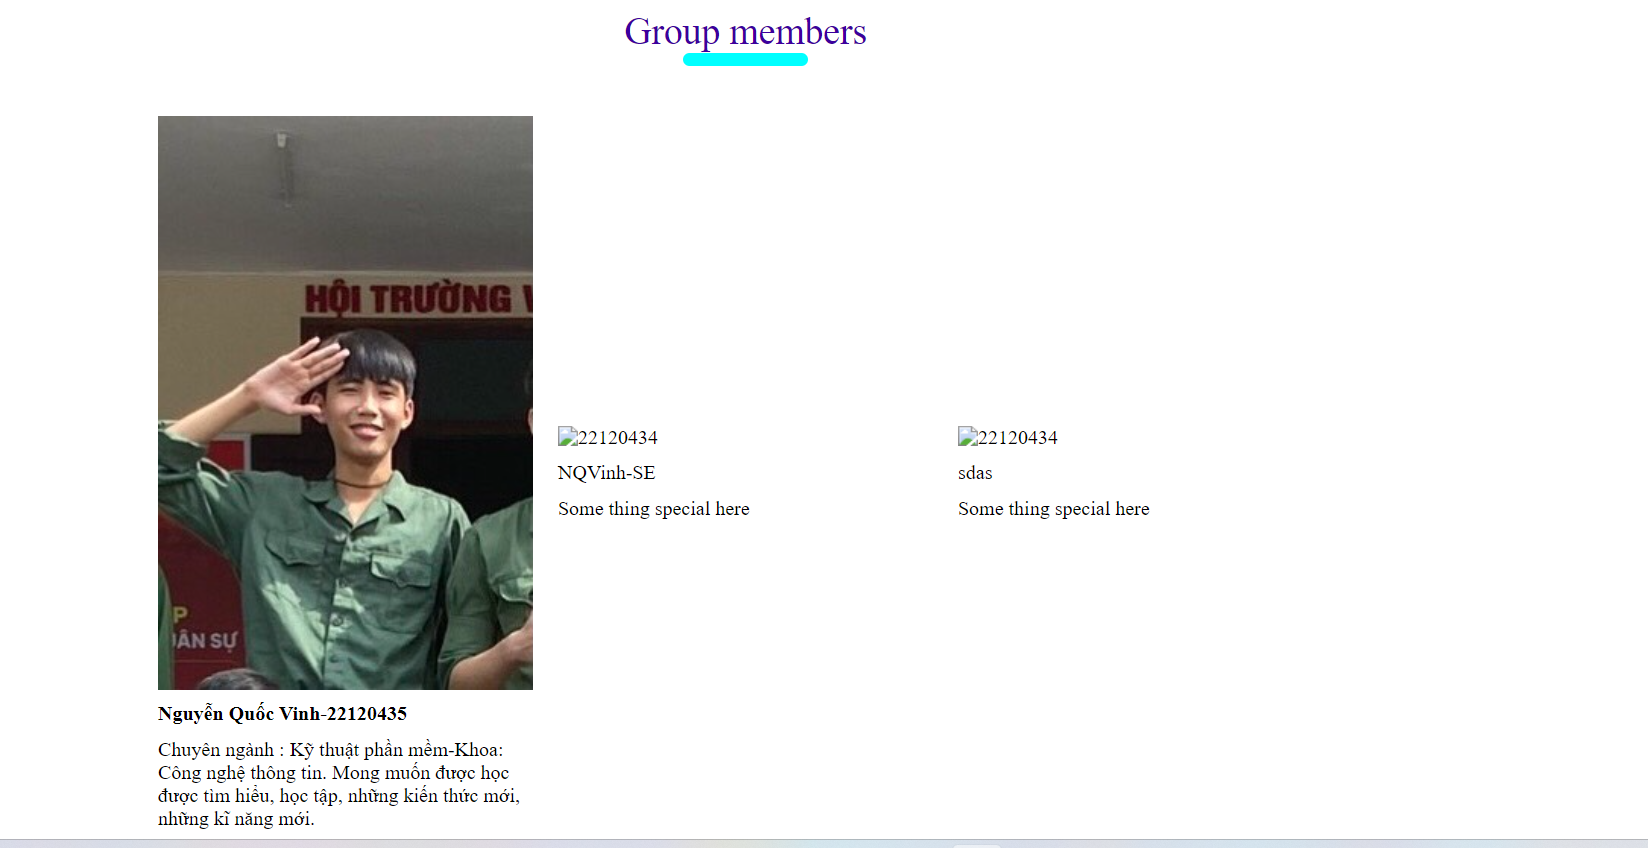 Group members
HỘI TRƯỜNG
ÂN SỰ
22120434
NQVinh-SE
Some thing special here
22120434
sdas
Some thing special here
Nguyễn Quốc Vinh-22120435
Chuyên ngành : Kỹ thuật phần mềm-Khoa:
Công nghệ thông tin. Mong muốn được học
được tìm hiểu, học tập, những kiến thức mới,
những kĩ năng mới.